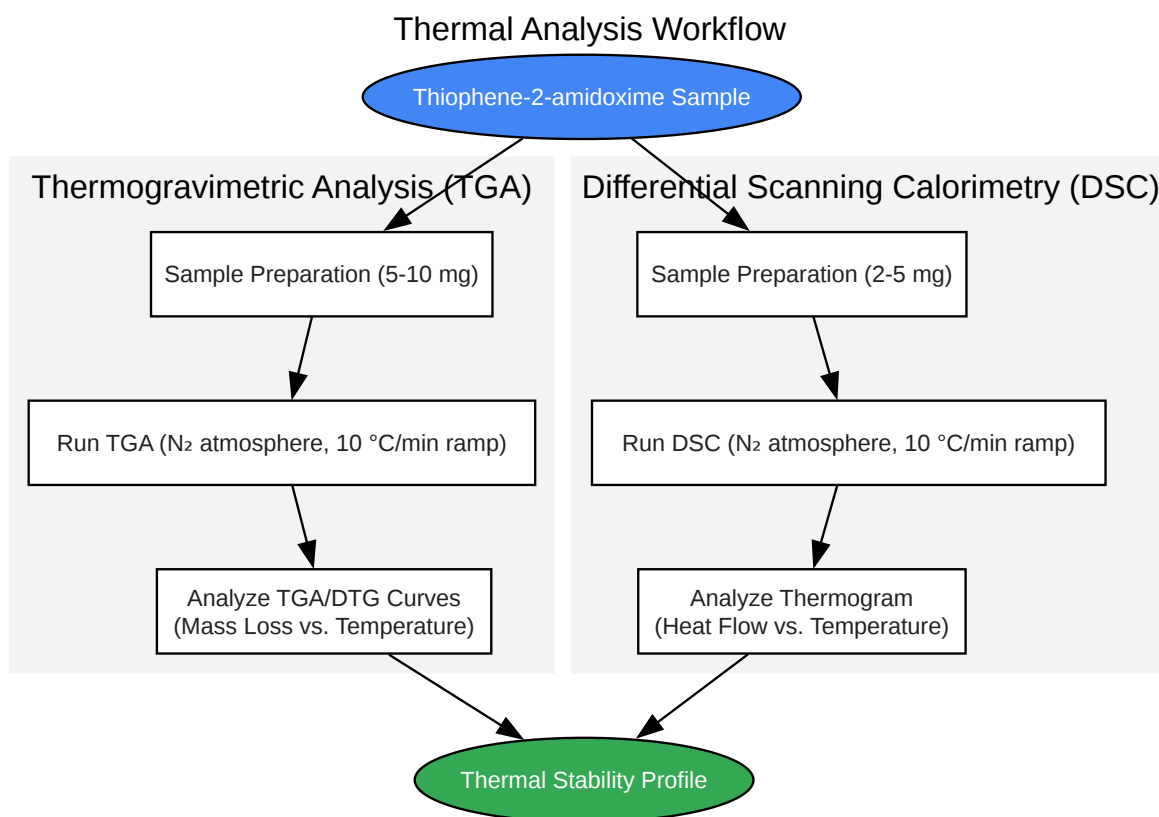 Thermal Analysis Workflow
Thiophene-2-amidoxime Sample
Thermogravimetric Analysis (TGA)
Sample Preparation (5-10 mg)
Run TGA (N₂ atmosphere, 10 °C/min ramp)
Analyze TGA/DTG Curves
(Mass Loss vs. Temperature)
Differential Scanning Calorimetry (DSC)
Sample Preparation (2-5 mg)
Run DSC (N₂ atmosphere, 10 °C/min ramp)
Analyze Thermogram
(Heat Flow vs. Temperature)
Thermal Stability Profile